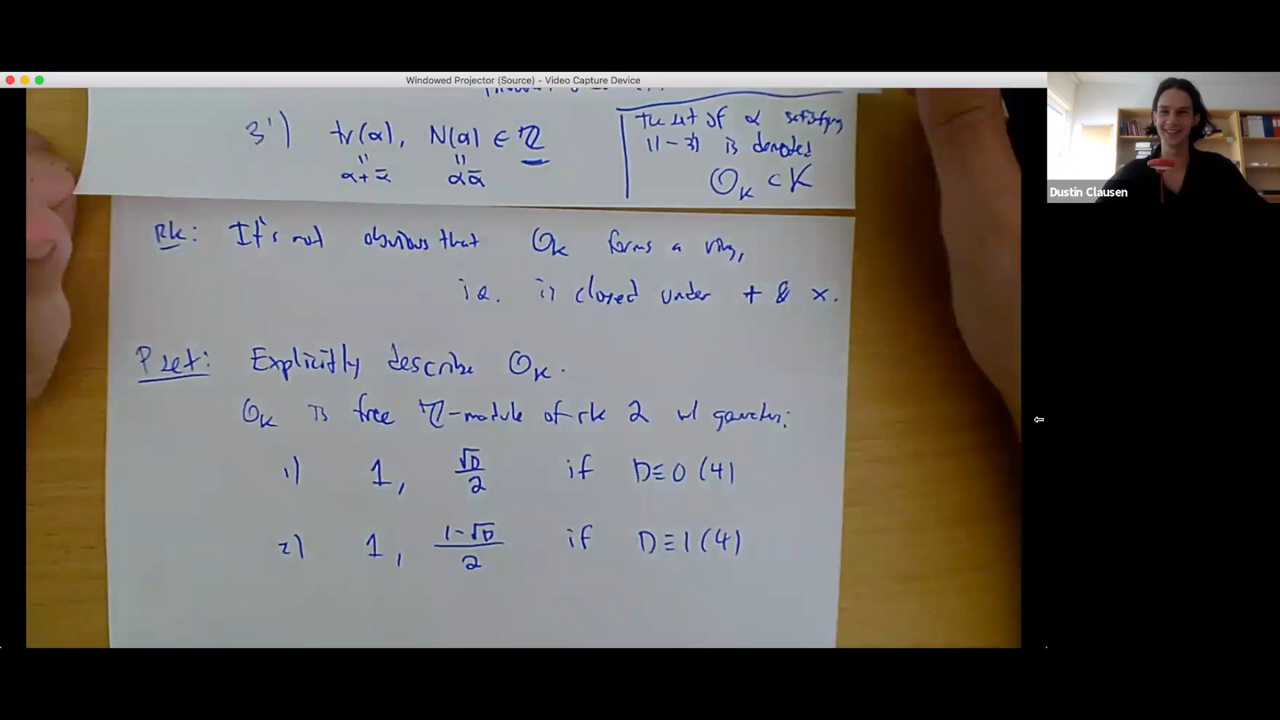 Windowed Projector (Source) - Video Capture Device
3') tr(α), N(α) ∈ ℤ
" "
α+ᾱ αᾱ
The set of α satisfying
1)-3) is denoted
O_K ⊂ K
Dustin Clausen
Rk: It's not obvious that O_K forms a ring,
i.e. is closed under + & ×.
Explicitly describe O_K.
O_K is free ℤ-module of rk 2 w/
1) 1, √D/2 if D≡0 (4)
2) 1, (1-√D)/2 if D≡1 (4)